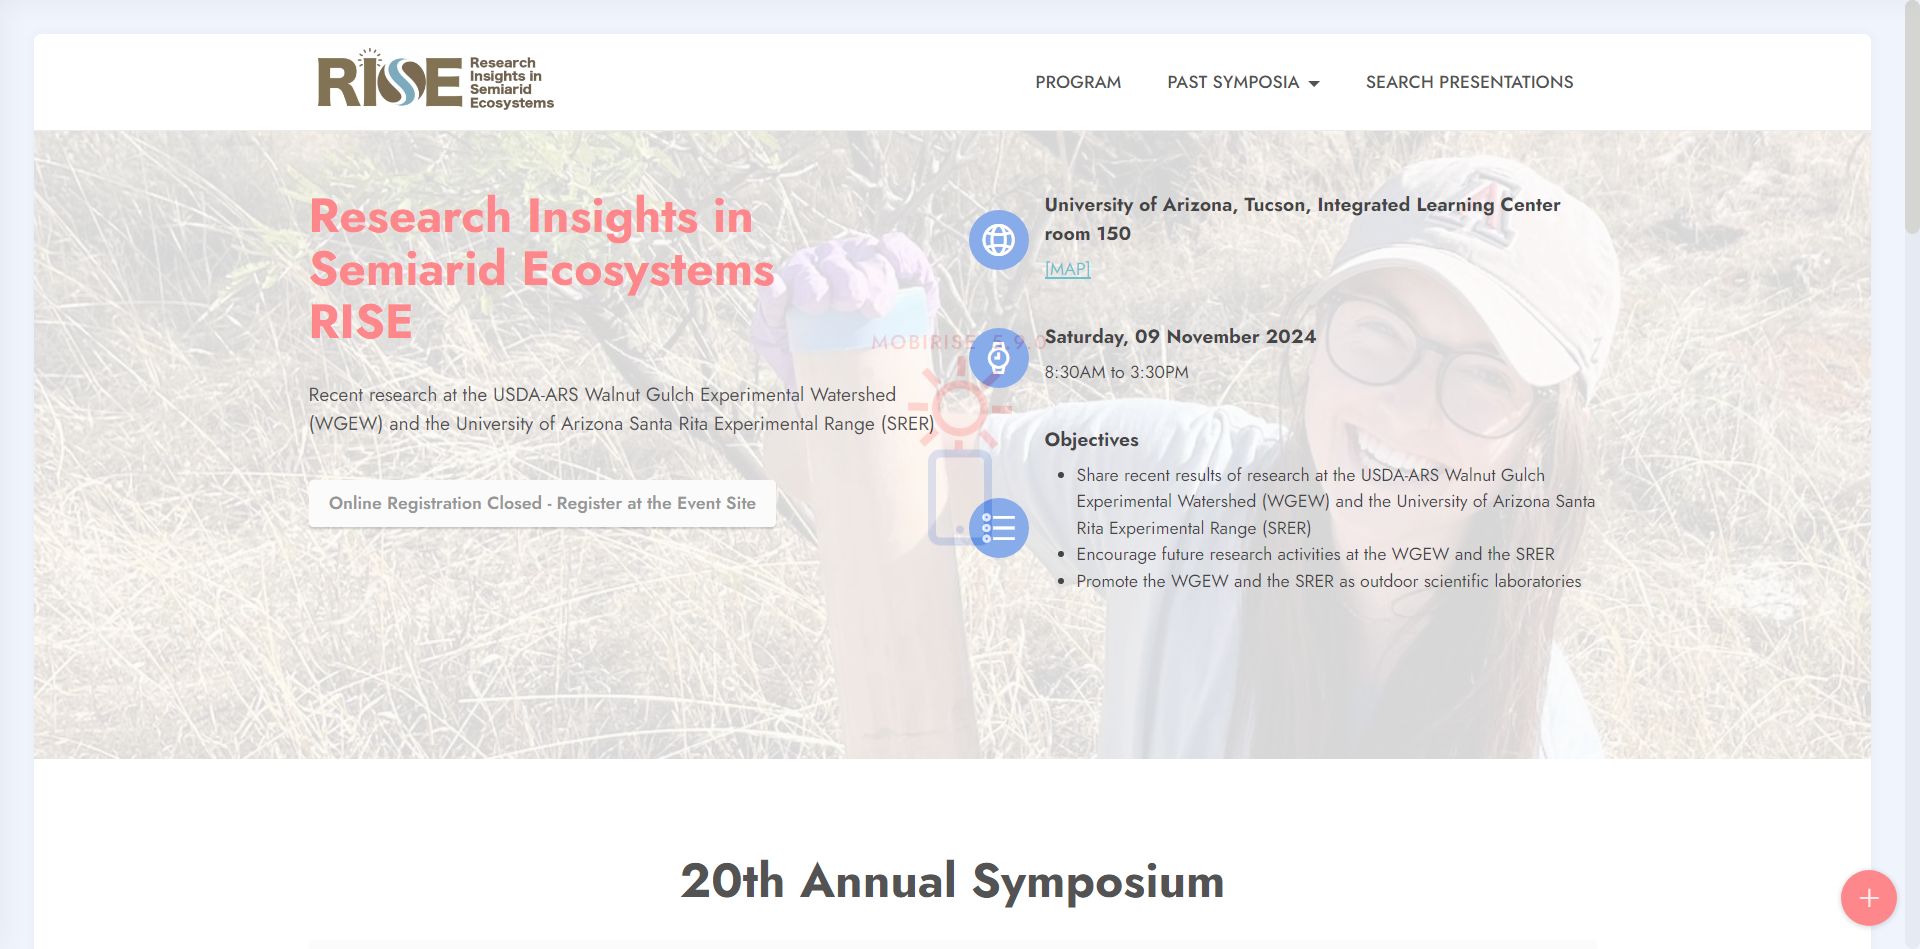 RISE
Research
Insights in
Semiarid
Ecosystems
PROGRAM
PAST SYMPOSIA
SEARCH PRESENTATIONS
Research Insights in
Semiarid Ecosystems
RISE
Recent research at the USDA-ARS Walnut Gulch Experimental Watershed
(WGEW) and the University of Arizona Santa Rita Experimental Range (SRER)
Online Registration Closed - Register at the Event Site
MOBIRISE 5.9.0
University of Arizona, Tucson, Integrated Learning Center
room 150
[MAP]
Saturday, 09 November 2024
8:30AM to 3:30PM
Objectives
• Share recent results of research at the USDA-ARS Walnut Gulch
Experimental Watershed (WGEW) and the University of Arizona Santa
Rita Experimental Range (SRER)
• Encourage future research activities at the WGEW and the SRER
• Promote the WGEW and the SRER as outdoor scientific laboratories
A
20th Annual Symposium